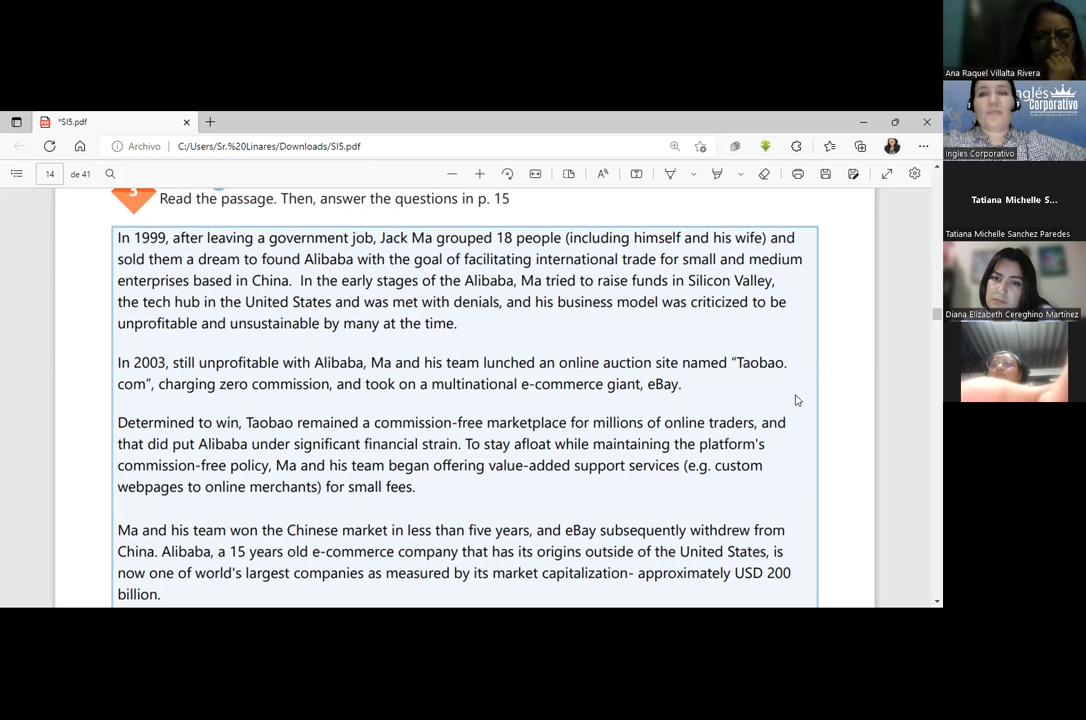 *SI5.pdf
Archivo
C:/Users/Sr.%20Linares/Downloads/SI5.pdf
14
de 41
3
Read the passage. Then, answer the questions in p. 15
In 1999, after leaving a government job, Jack Ma grouped 18 people (including himself and his wife) and
sold them a dream to found Alibaba with the goal of facilitating international trade for small and medium
enterprises based in China.  In the early stages of the Alibaba, Ma tried to raise funds in Silicon Valley,
the tech hub in the United States and was met with denials, and his business model was criticized to be
unprofitable and unsustainable by many at the time.
In 2003, still unprofitable with Alibaba, Ma and his team lunched an online auction site named “Taobao.
com”, charging zero commission, and took on a multinational e-commerce giant, eBay.
Determined to win, Taobao remained a commission-free marketplace for millions of online traders, and
that did put Alibaba under significant financial strain. To stay afloat while maintaining the platform's
commission-free policy, Ma and his team began offering value-added support services (e.g. custom
webpages to online merchants) for small fees.
Ma and his team won the Chinese market in less than five years, and eBay subsequently withdrew from
China. Alibaba, a 15 years old e-commerce company that has its origins outside of the United States, is
now one of world's largest companies as measured by its market capitalization- approximately USD 200
billion.
Ana Raquel Villalta Rivera
nglés
Corporativo
Ingles Corporativo
Tatiana Michelle S...
Tatiana Michelle Sanchez Paredes
Diana Elizabeth Cereghino Martínez